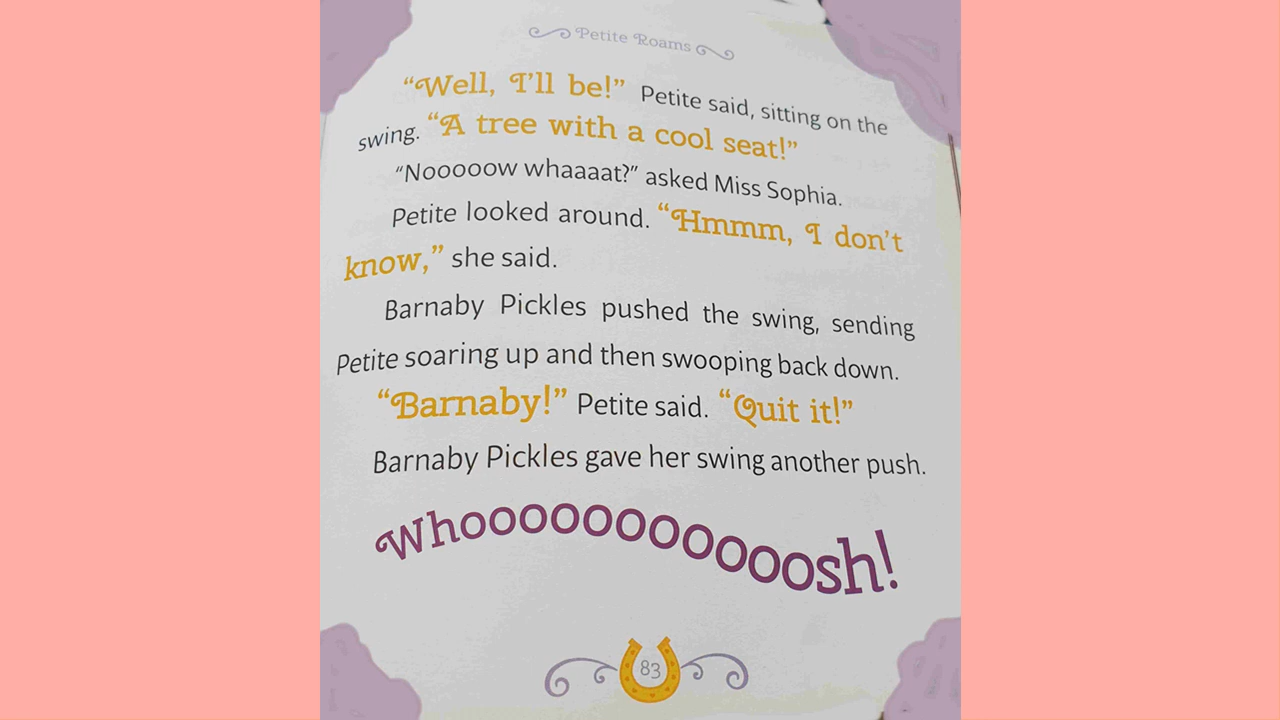 Petite Roams
“Well, I’ll be!” Petite said, sitting on the
swing. “A tree with a cool seat!”
“Nooooow whaaaat?” asked Miss Sophia.
Petite looked around. “Hmmm, I don’t
know,” she said.
Barnaby Pickles pushed the swing, sending
Petite soaring up and then swooping back down.
“Barnaby!” Petite said. “Quit it!”
Barnaby Pickles gave her swing another push.
Whooooooooooosh!
83